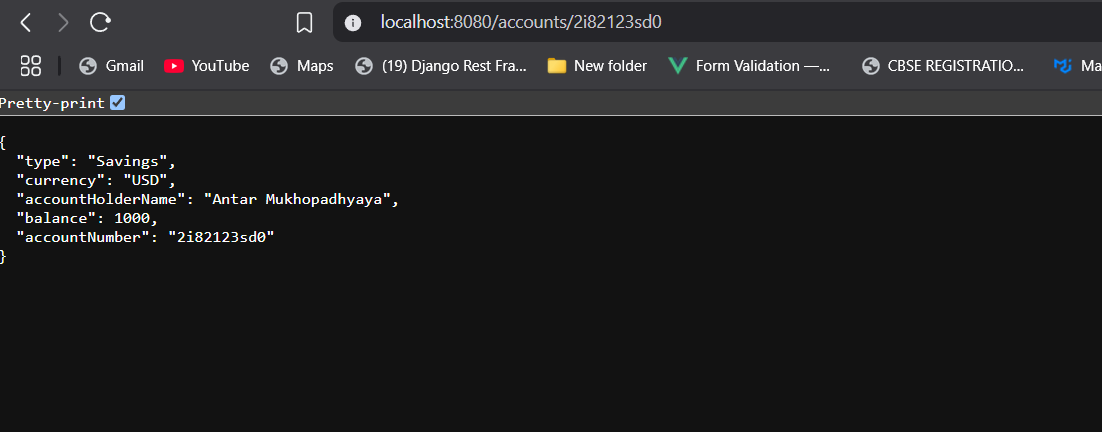 localhost:8080/accounts/2i82123sd0
Gmail YouTube Maps (19) Django Rest Fra... New folder Form Validation —... CBSE REGISTRATIO... Ma
Pretty-print
{
  "type": "Savings",
  "currency": "USD",
  "accountHolderName": "Antar Mukhopadhyaya",
  "balance": 1000,
  "accountNumber": "2i82123sd0"
}